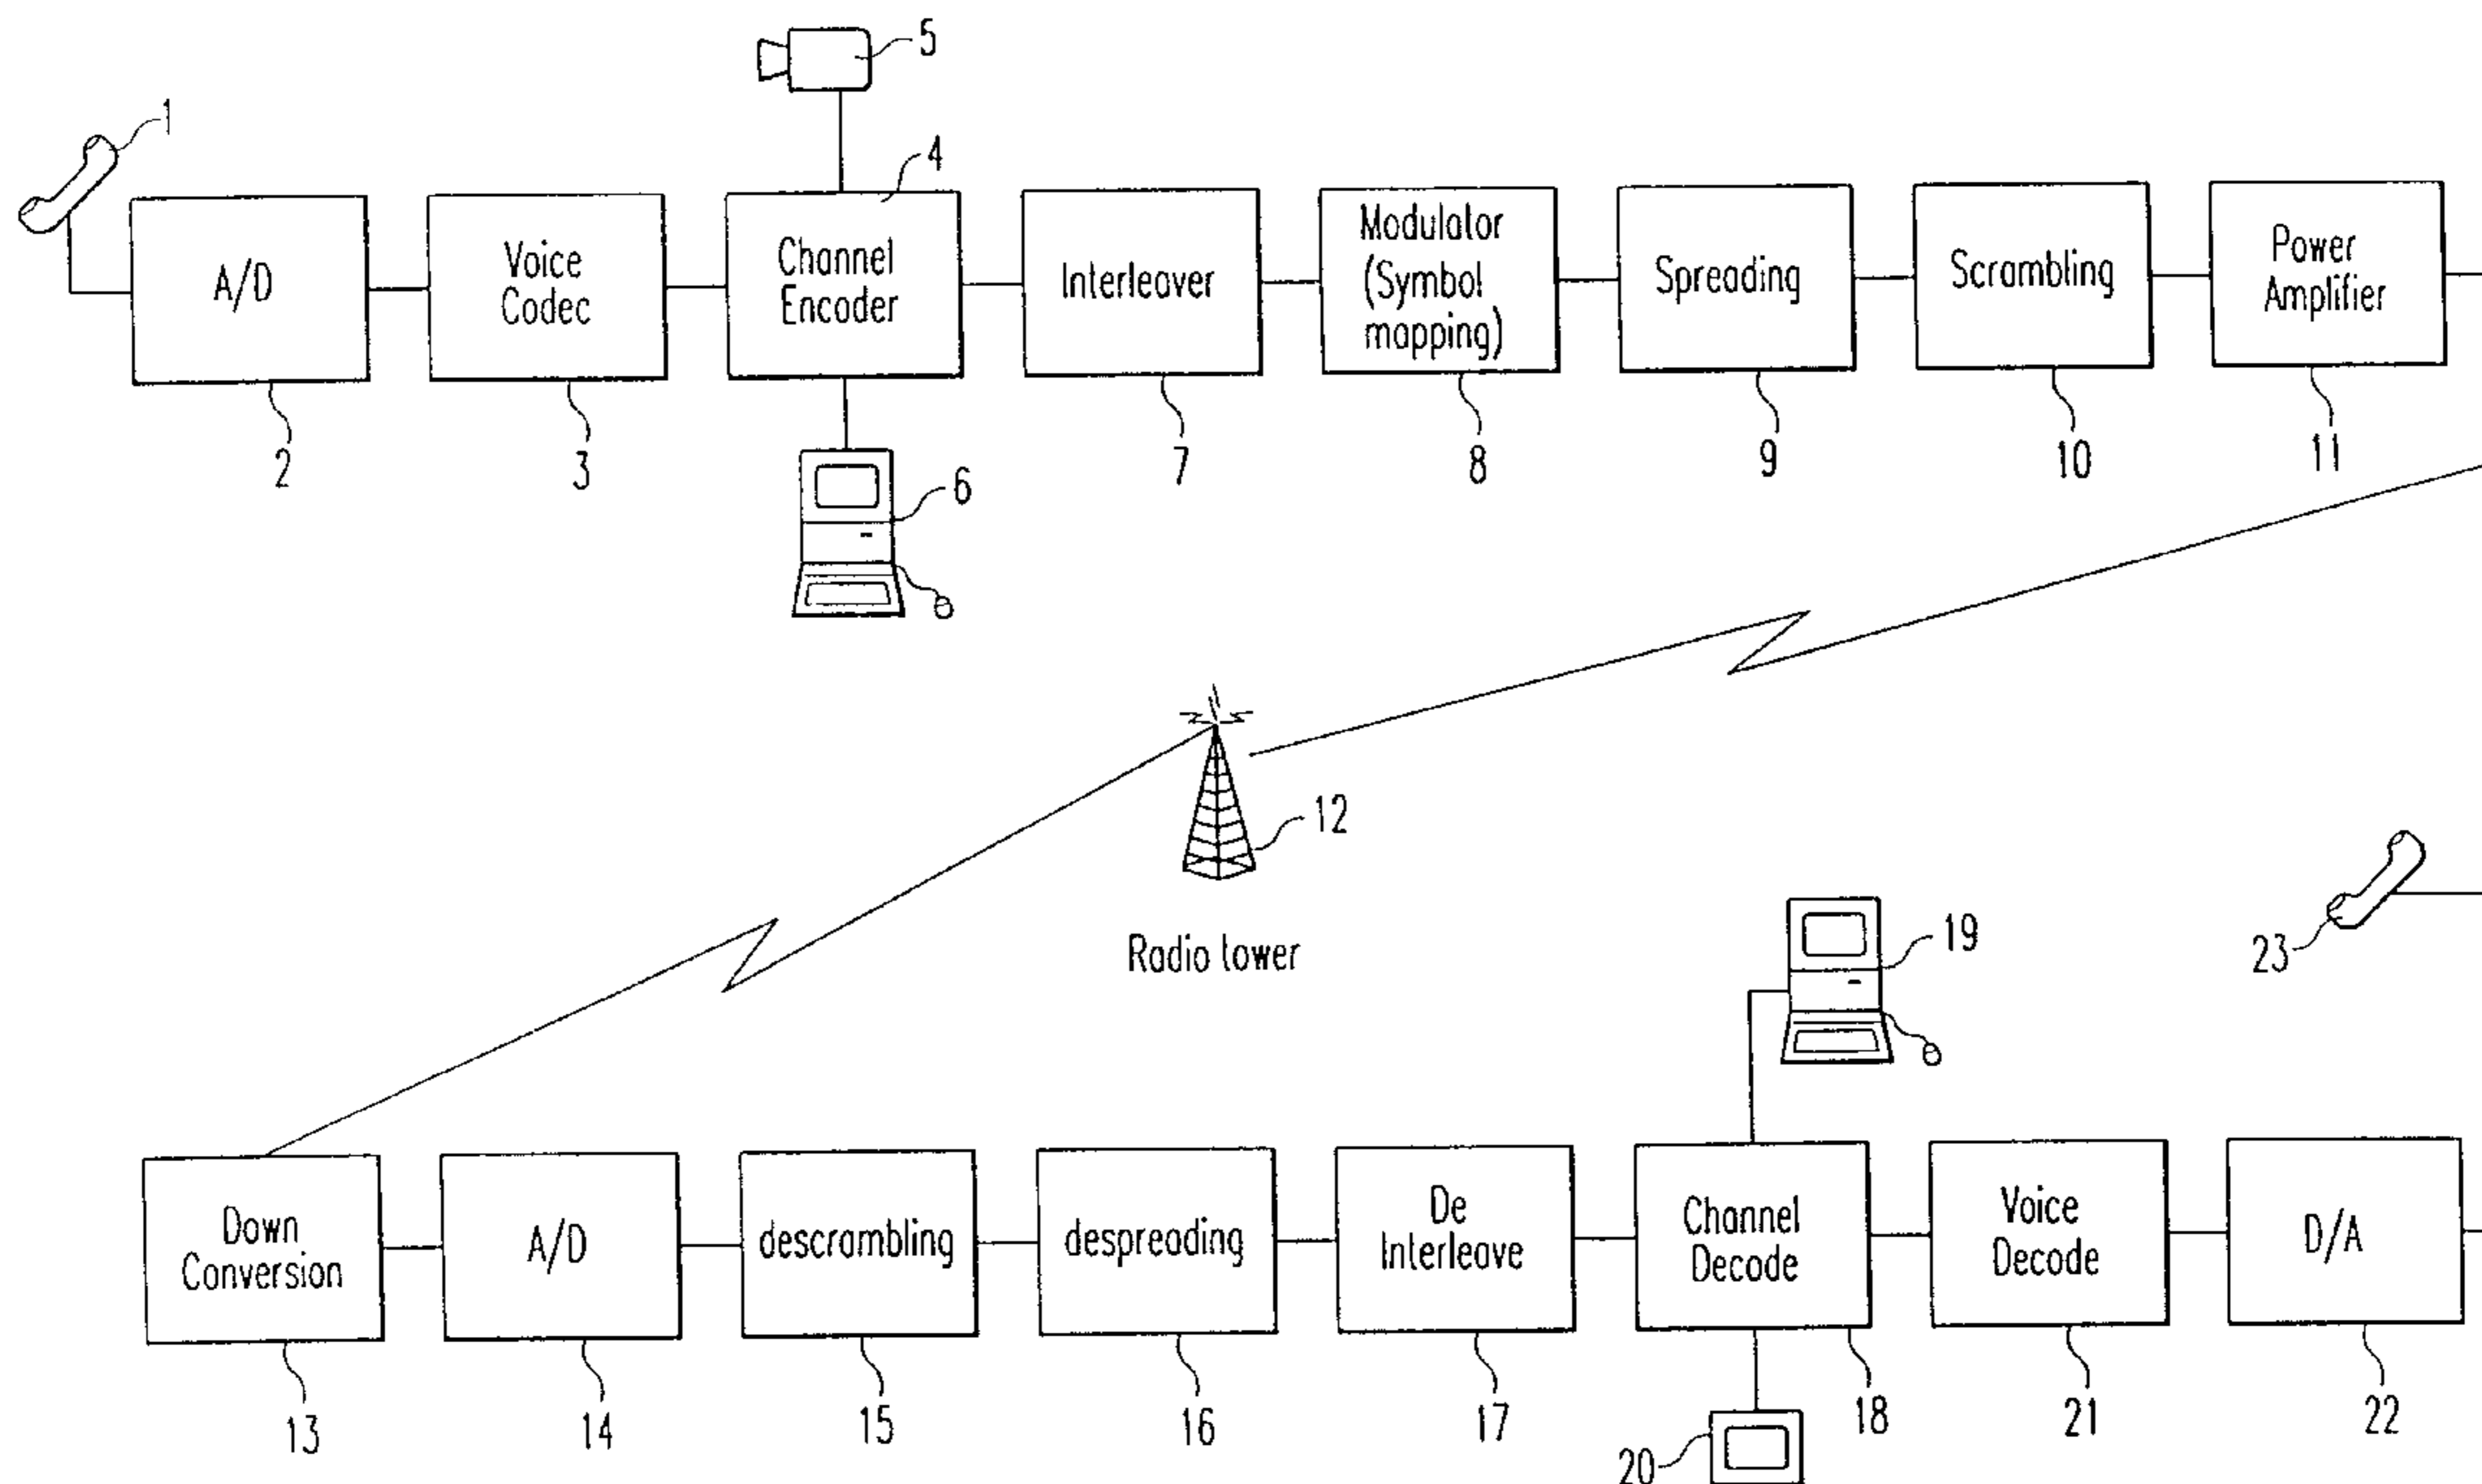 5
1
4
A/D
Voice
Codec
Channel
Encoder
Interleaver
Modulator
(Symbol
mapping)
Spreading
Scrambling
Power
Amplifier
2
3
6
7
8
9
10
11
12
Radio tower
19
23
Down
Conversion
A/D
descrambling
despreading
De
Interleave
Channel
Decode
Voice
Decode
D/A
13
14
15
16
17
18
20
21
22